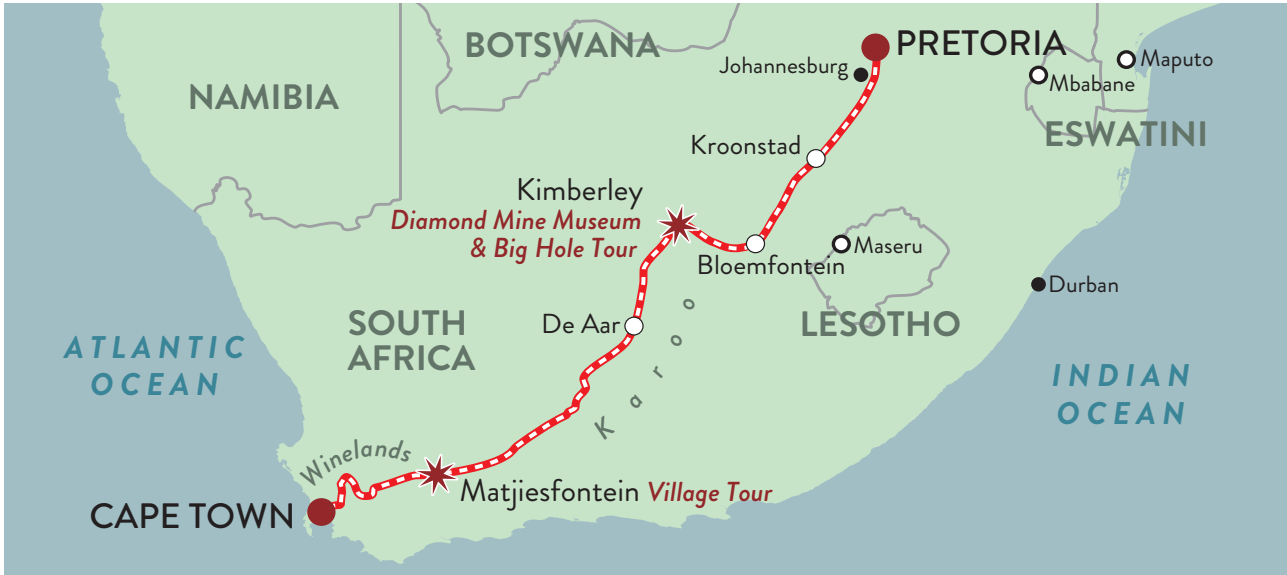 BOTSWANA
PRETORIA
Johannesburg
Maputo
Mbabane
NAMIBIA
ESWATINI
Kroonstad
Kimberley
Diamond Mine Museum
& Big Hole Tour
Maseru
Bloemfontein
Durban
SOUTH
AFRICA
De Aar
LESOTHO
Karoo
ATLANTIC
OCEAN
INDIAN
OCEAN
Winelands
Matjiesfontein Village Tour
CAPE TOWN